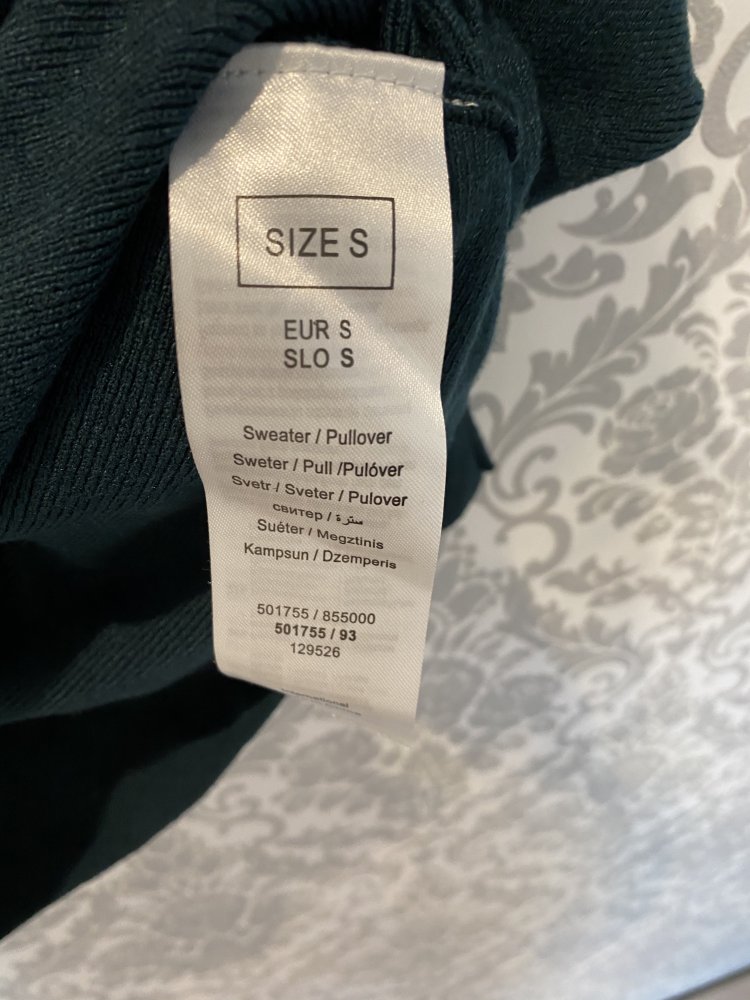 SIZE S
EUR S
SLO S
Sweater / Pullover
Sweter / Pull /Pulóver
Svetr / Sveter / Pulover
свитер / سترة
Suéter / Megztinis
Kampsun / Dzemperis
501755 / 855000
501755 / 93
129526
International